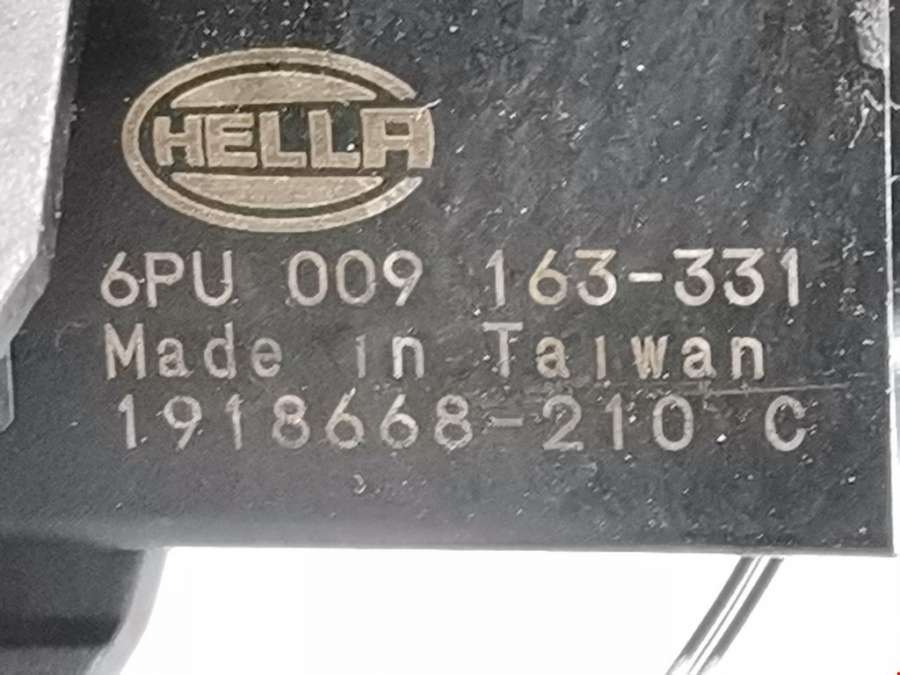 HELLA
6PU 009 163-331
Made in Taiwan
1918668-210 C